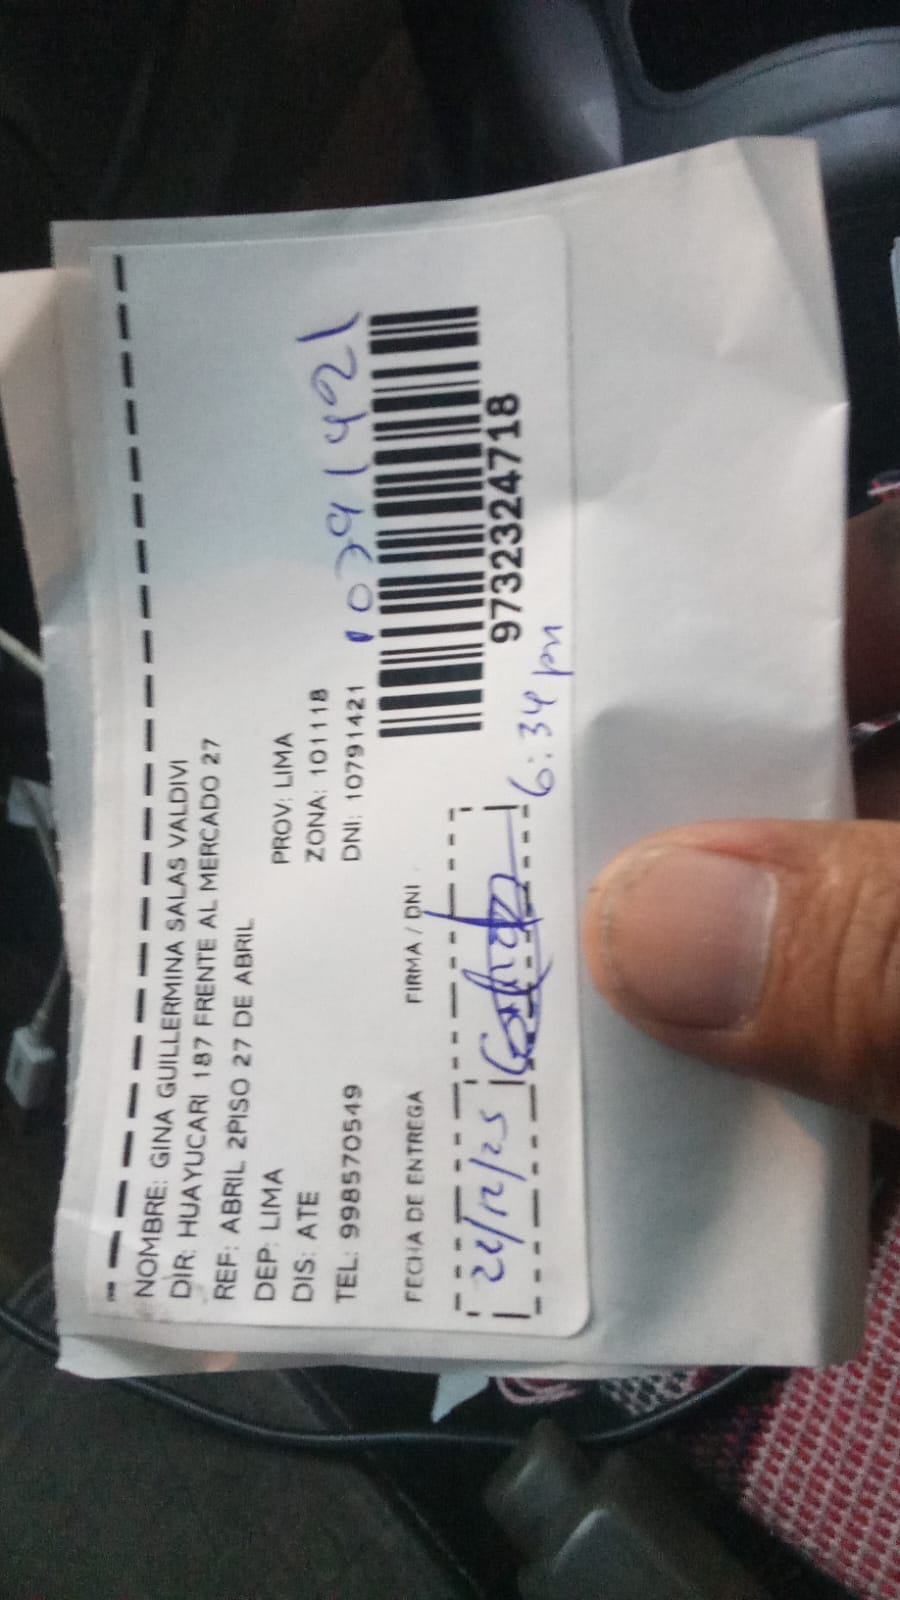 NOMBRE: GINA GUILLERMINA SALAS VALDIVI
DIR: HUAYUCARI 187 FRENTE AL MERCADO 27
REF: ABRIL 2PISO 27 DE ABRIL
DEP: LIMA PROV: LIMA
DIS: ATE ZONA: 101118
TEL: 998570549 DNI: 10791421
10791421
FECHA DE ENTREGA FIRMA / DNI
9732324718
/12/25
6:34 pm